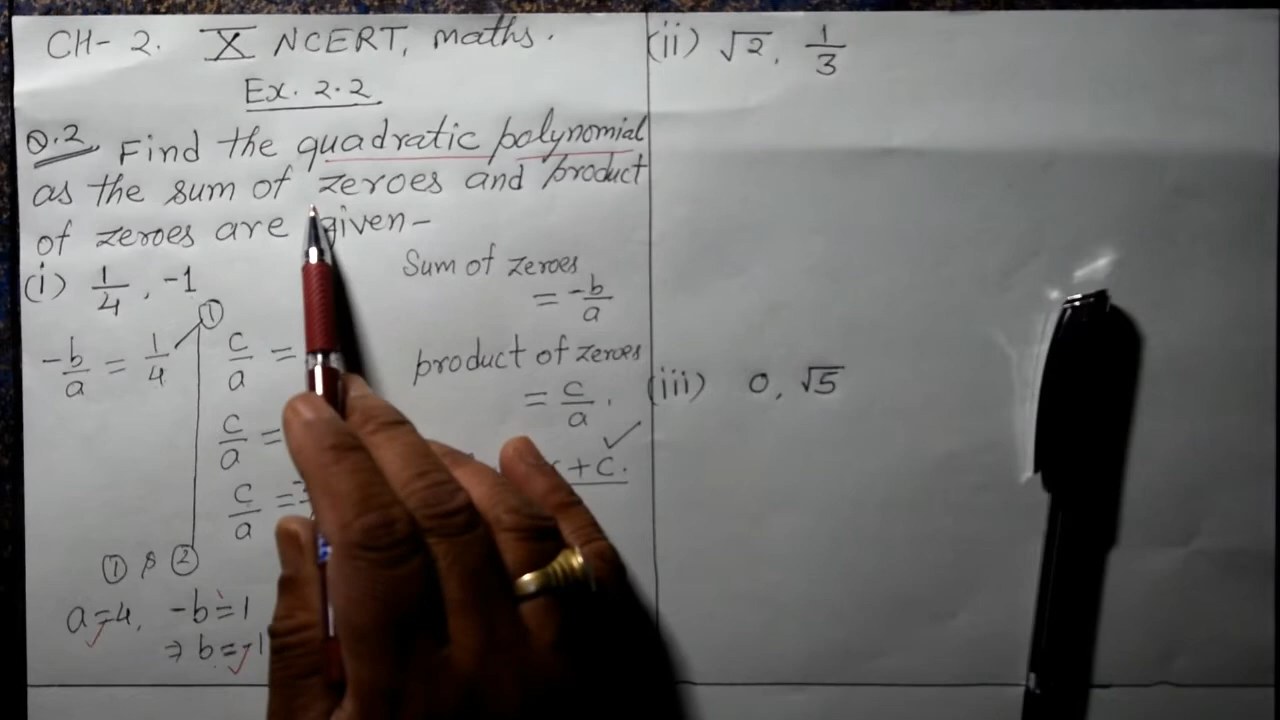 CH- 2. X NCERT, maths.
Ex. 2.2
Q.2 Find the quadratic polynomial
as the sum of zeroes and product
of zeroes are given-
(i) 1/4, -1
Sum of zeroes
= -b/a
-b/a = 1/4 ①
c/a =
product of zeroes
= c/a.
c/a =
x+c.
c/a =
① & ②
a=4, -b=1
⇒ b=-1
(ii) √2, 1/3
(iii) 0, √5